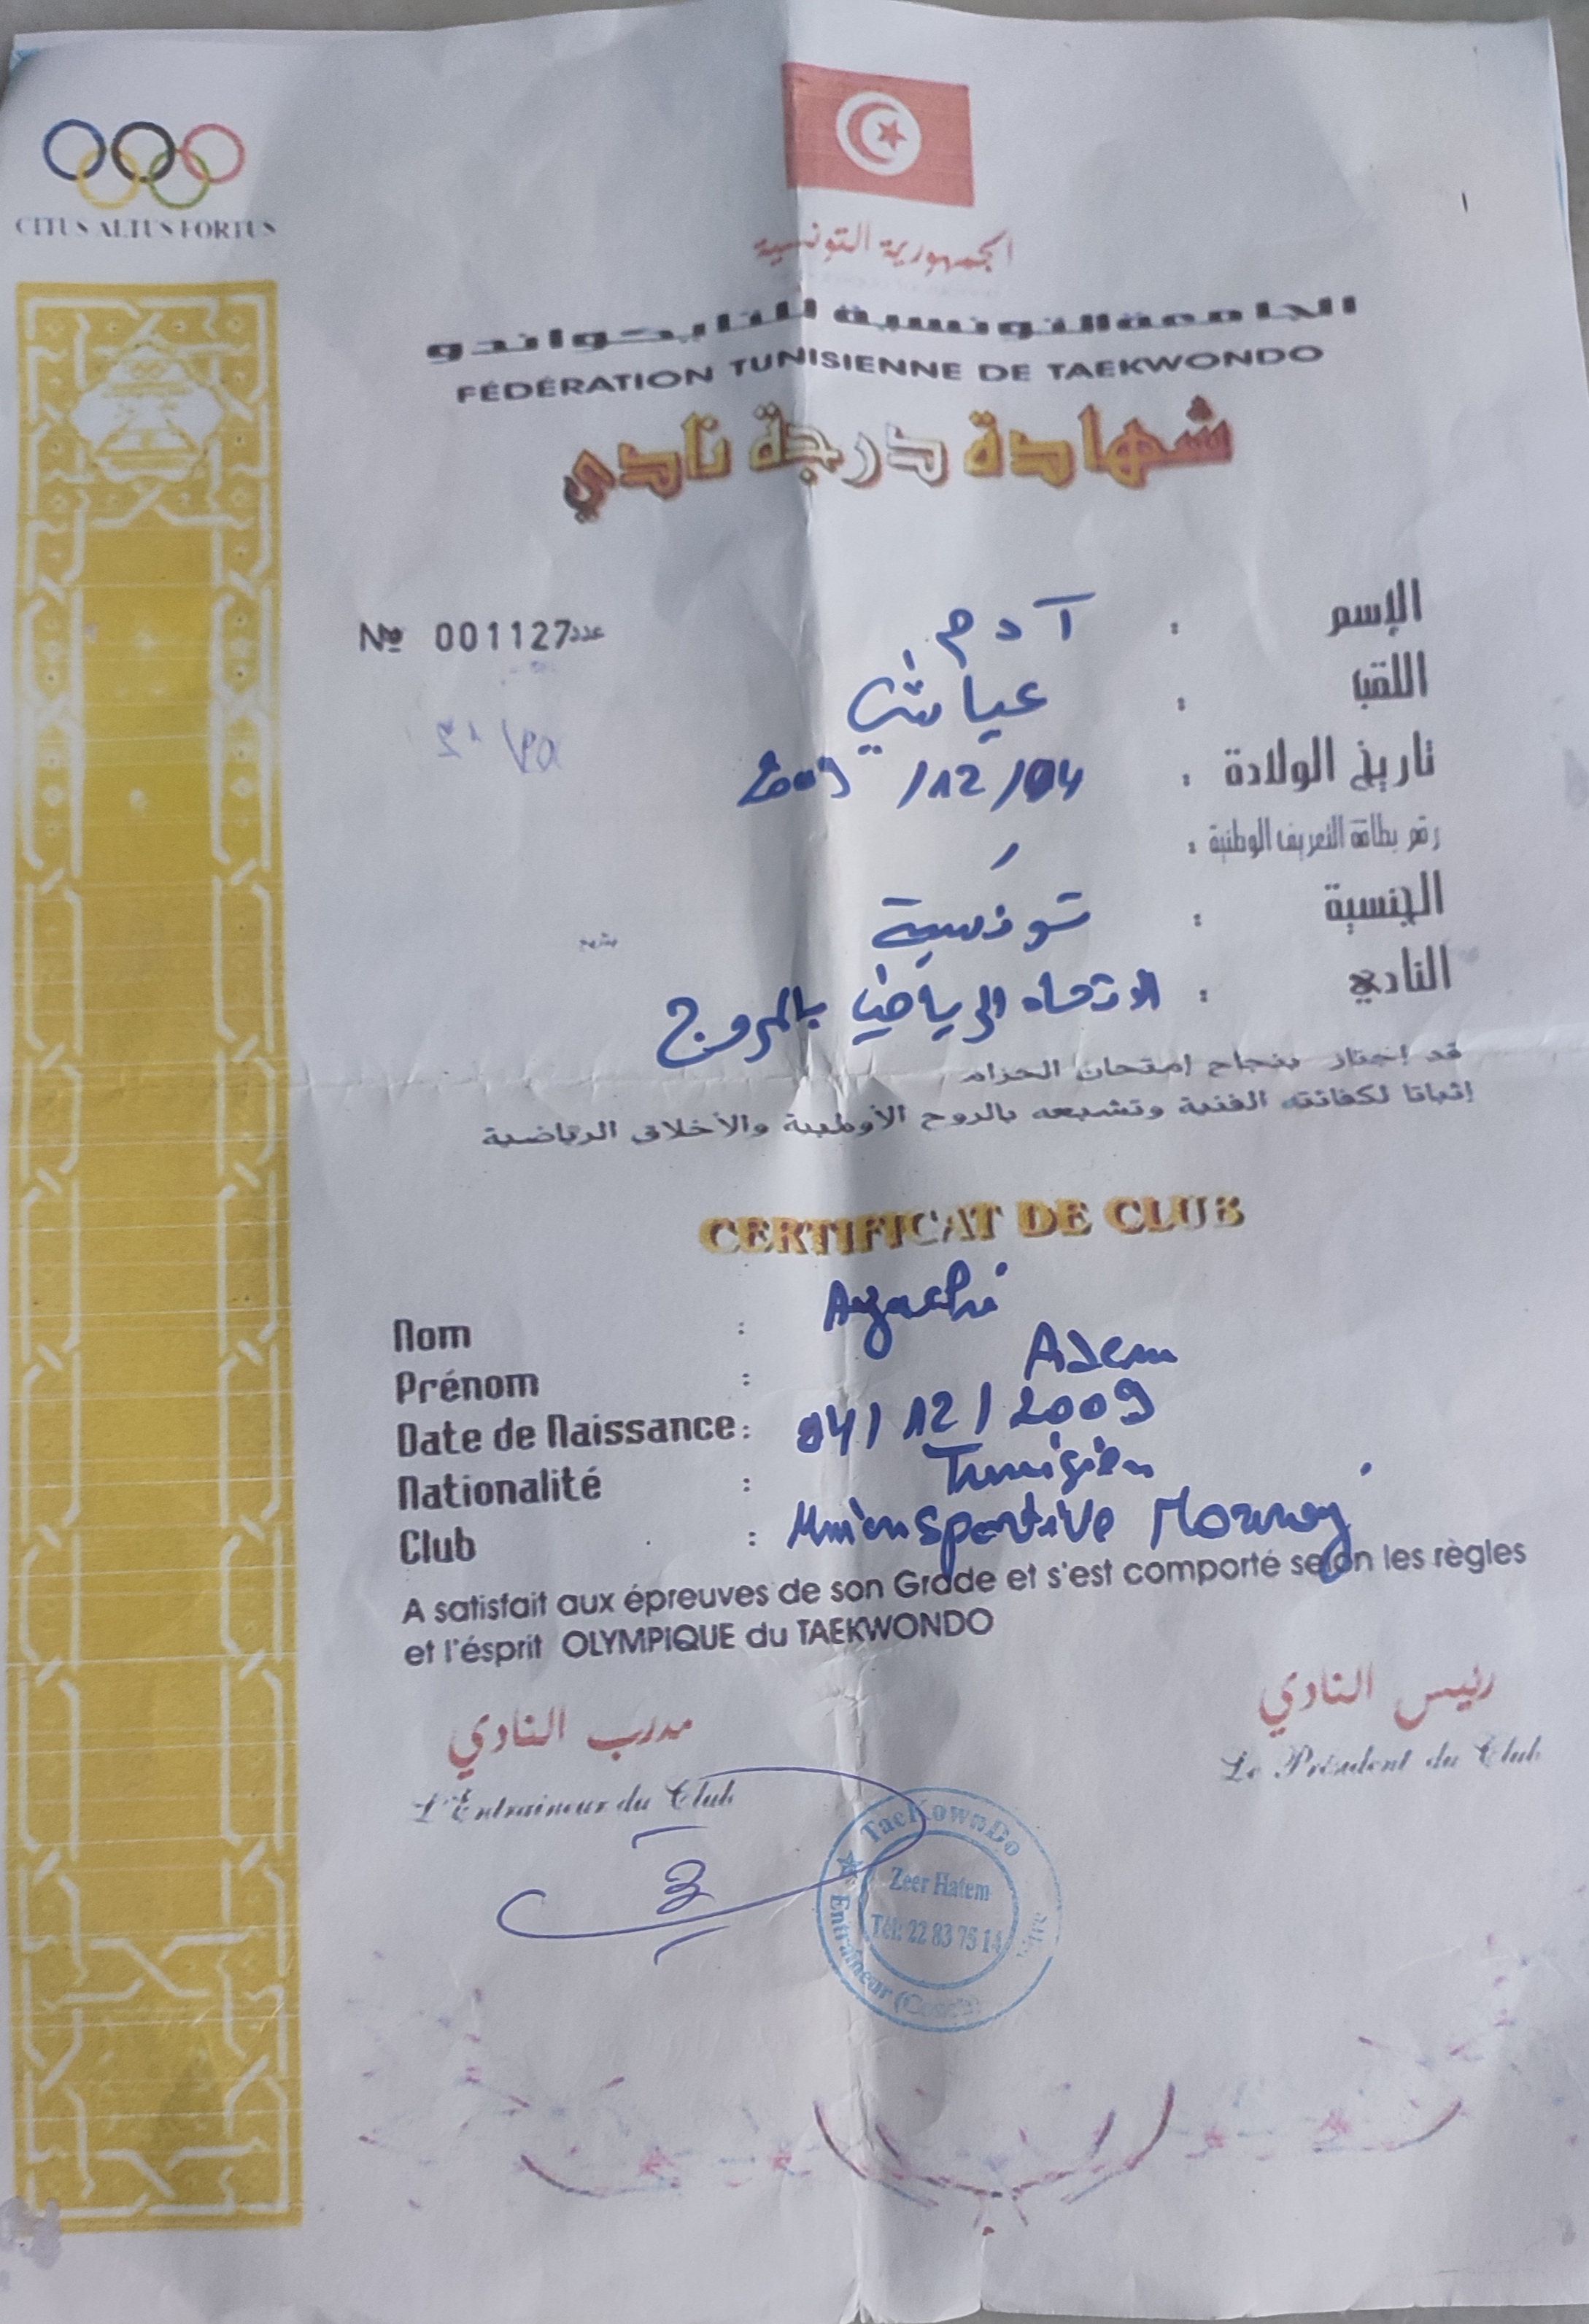 CITUS ALTUS FORTUS
الجمهورية التونسية
الجامعة التونسية للتايكواندو
FÉDÉRATION TUNISIENNE DE TAEKWONDO
شهادة درجة نادي
№ 001127 عدد
الإسم : آدم
اللقب : عياشي
تاريخ الولادة : 04/12/2009
رقم بطاقة التعريف الوطنية :
الجنسية : تونسية
النادي : الاتحاد الرياضي بالمروج
قد إجتاز بنجاح إمتحان الحزام
إثباتا لكفائته الفنية وتشبعه بالروح الأولمبية والأخلاق الرياضية
CERTIFICAT DE CLUB
Nom : Ayachi
Prénom : Adem
Date de Naissance : 04/12/2009
Nationalité : Tunisien
Club : Union Sportive Mourouj
A satisfait aux épreuves de son Grade et s'est comporté selon les règles
et l'ésprit OLYMPIQUE du TAEKWONDO
رئيس النادي
Le Président du Club
مدرب النادي
L'Entraineur du Club
TaeKownDo
Zeer Hatem
Tél: 22 83 75 14
Entraîneur